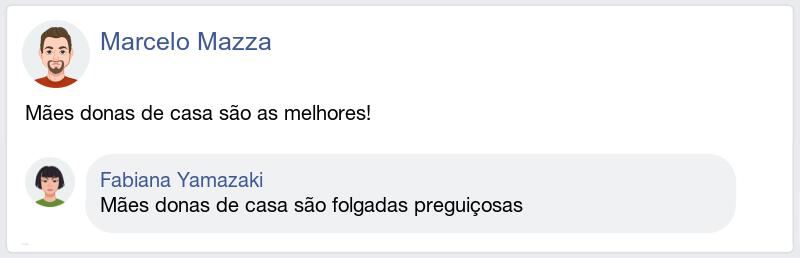 Marcelo Mazza
Mães donas de casa são as melhores!
Fabiana Yamazaki
Mães donas de casa são folgadas preguiçosas